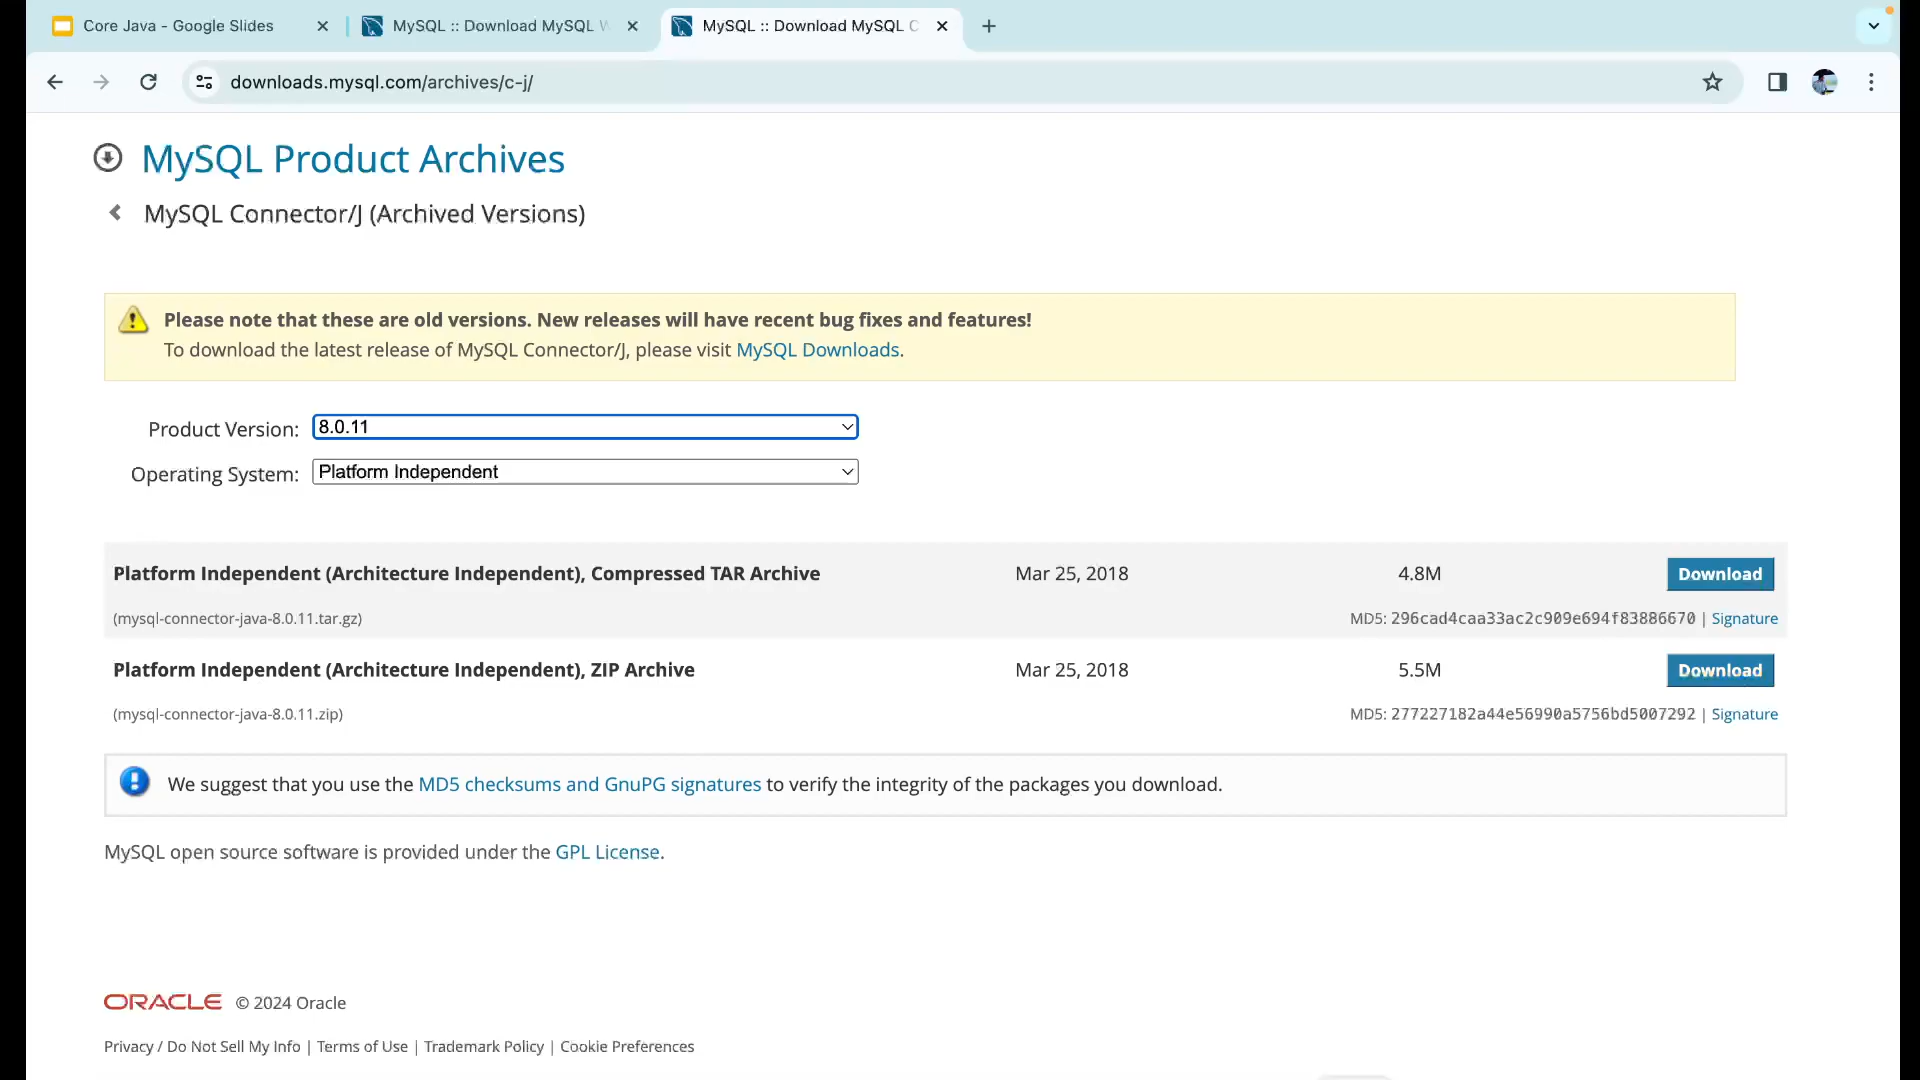 Core Java - Google Slides
MySQL :: Download MySQL W
MySQL :: Download MySQL C
downloads.mysql.com/archives/c-j/
MySQL Product Archives
MySQL Connector/J (Archived Versions)
Please note that these are old versions. New releases will have recent bug fixes and features!
To download the latest release of MySQL Connector/J, please visit MySQL Downloads.
Product Version: 8.0.11
Operating System: Platform Independent
Platform Independent (Architecture Independent), Compressed TAR Archive Mar 25, 2018 4.8M Download
(mysql-connector-java-8.0.11.tar.gz) MD5: 296cad4caa33ac2c909e694f83886670 | Signature
Platform Independent (Architecture Independent), ZIP Archive Mar 25, 2018 5.5M Download
(mysql-connector-java-8.0.11.zip) MD5: 277227182a44e56990a5756bd5007292 | Signature
We suggest that you use the MD5 checksums and GnuPG signatures to verify the integrity of the packages you download.
MySQL open source software is provided under the GPL License.
ORACLE © 2024 Oracle
Privacy / Do Not Sell My Info | Terms of Use | Trademark Policy | Cookie Preferences